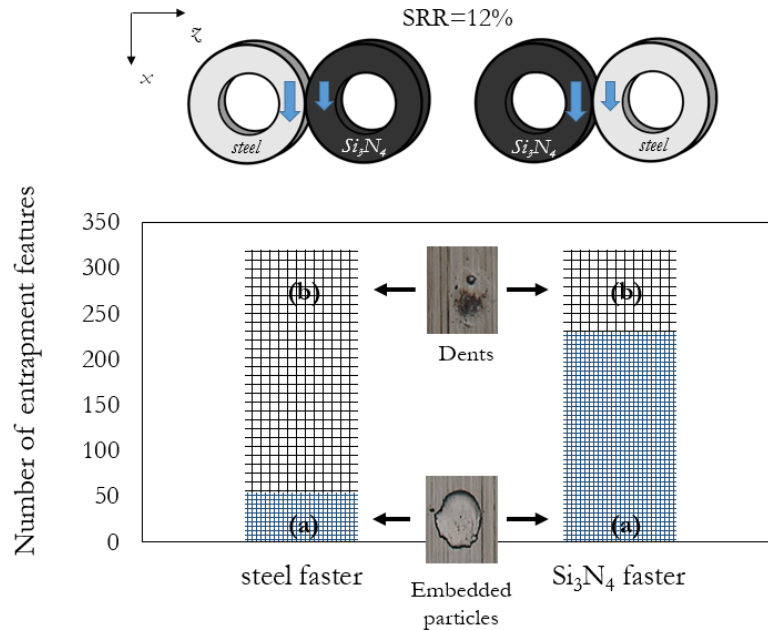 SRR=12%
z
x
steel
Si₃N₄
Si₃N₄
steel
Number of entrapment features
350
300
250
200
150
100
50
0
(b)
(b)
Dents
(a)
(a)
steel faster
Embedded
particles
Si₃N₄ faster